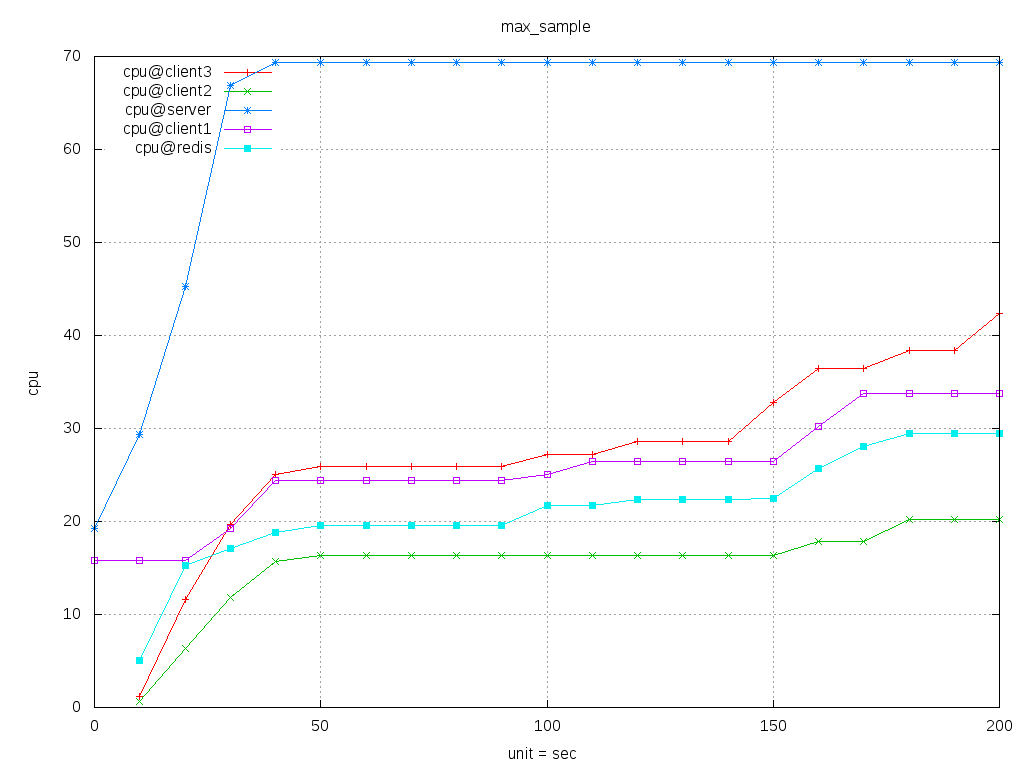 max_sample
70
60
50
40
30
20
10
0
cpu
cpu@client3
cpu@client2
cpu@server
cpu@client1
cpu@redis
0 50 100 150 200
unit = sec